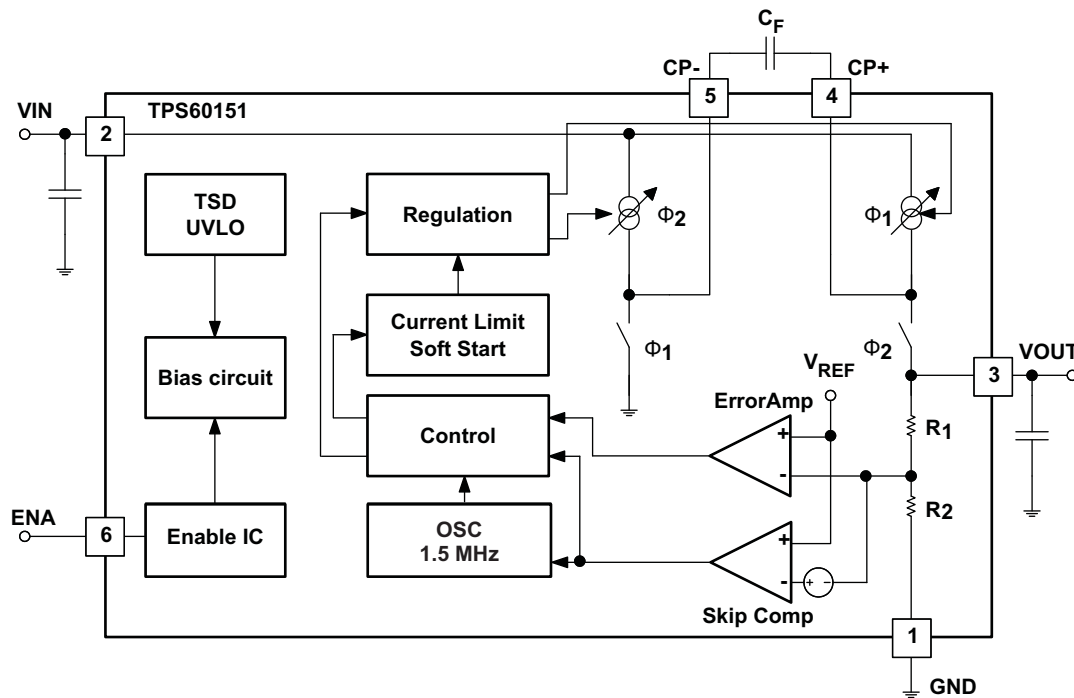 C_F
CP-
CP+
5
4
VIN
TPS60151
2
TSD
UVLO
Regulation
Φ2
Φ1
Current Limit
Soft Start
Φ1
Φ2
VOUT
3
Bias circuit
V_REF
ErrorAmp
+
-
R1
Control
R2
ENA
6
Enable IC
OSC
1.5 MHz
+
-
+ -
Skip Comp
1
GND